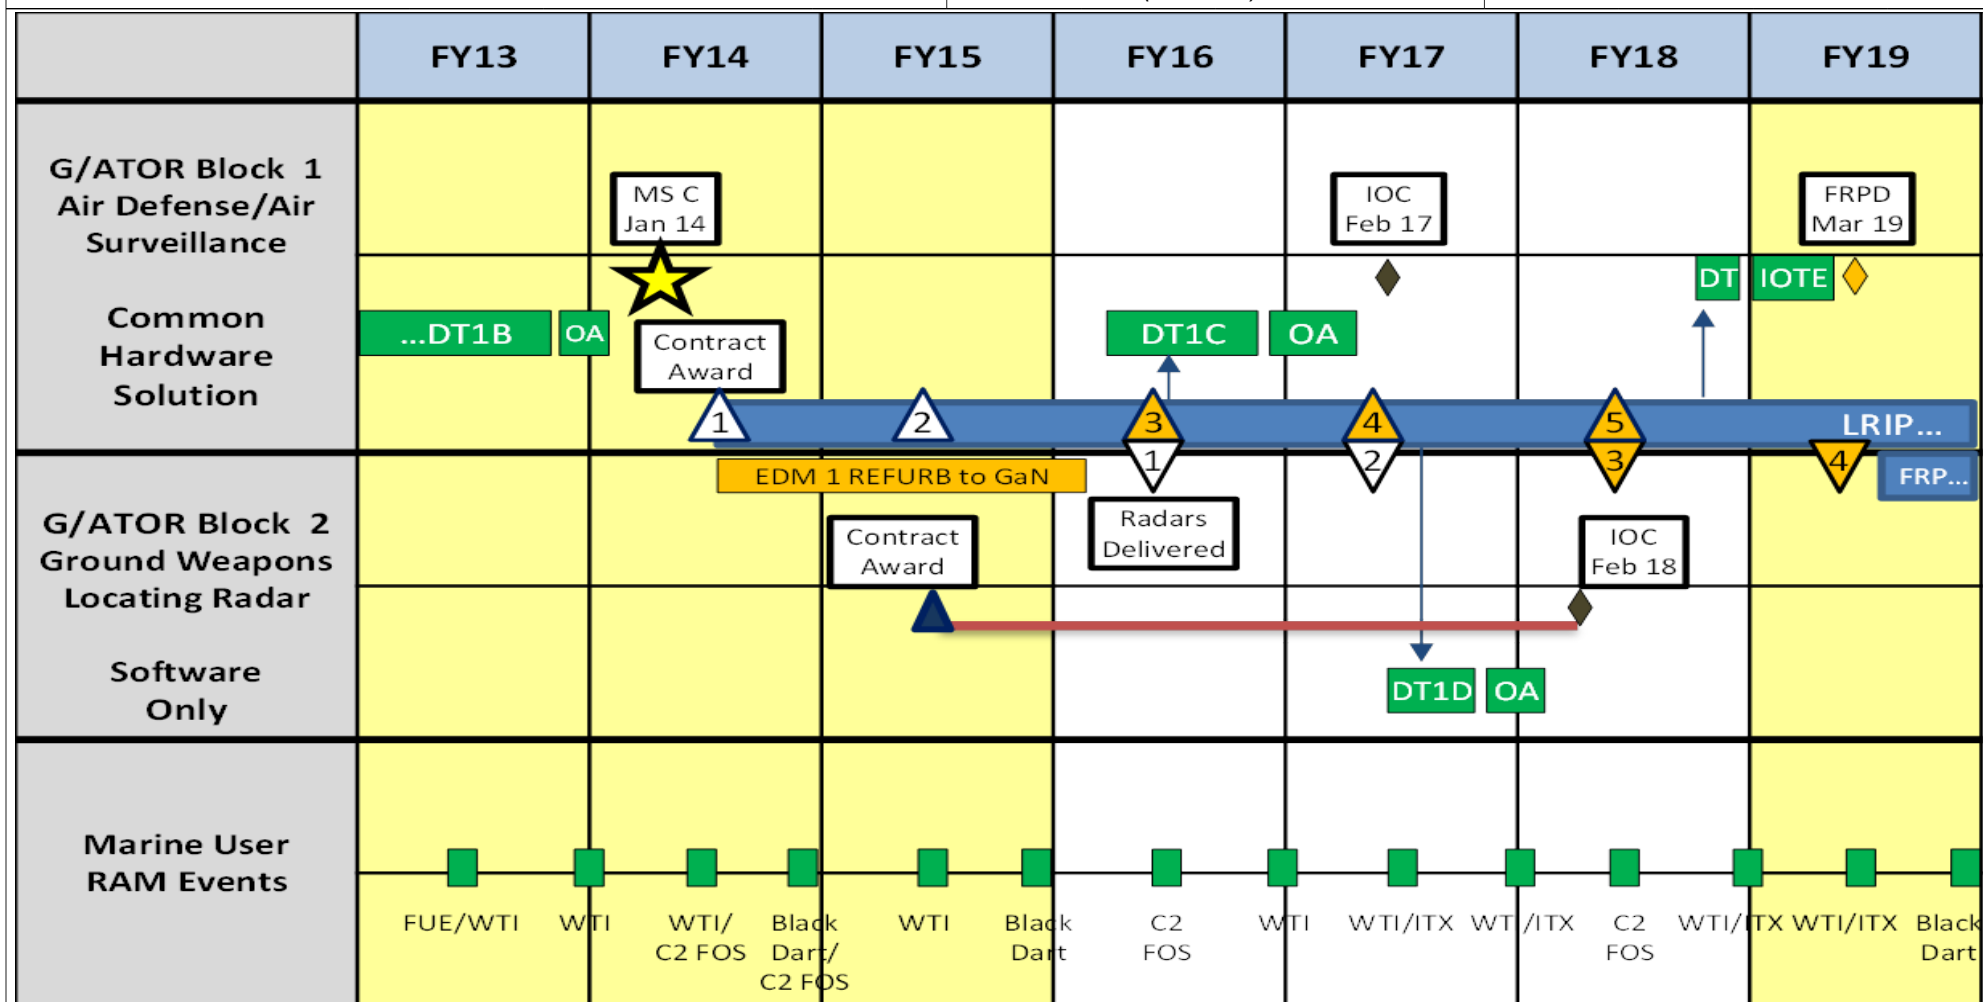 FY13 FY14 FY15 FY16 FY17 FY18 FY19
G/ATOR Block 1
Air Defense/Air
Surveillance
Common
Hardware
Solution
MS C
Jan 14
IOC
Feb 17
FRPD
Mar 19
DT IOTE
...DT1B OA
Contract
Award
DT1C OA
1 2 3 4 5 LRIP...
1 2 3 4 FRP...
EDM 1 REFURB to GaN
G/ATOR Block 2
Ground Weapons
Locating Radar
Software
Only
Contract
Award
Radars
Delivered
IOC
Feb 18
DT1D OA
Marine User
RAM Events
FUE/WTI
WTI
WTI/
C2 FOS
Black
Dart/
C2 FOS
WTI
Black
Dart
C2
FOS
WTI
WTI/ITX
WTI/ITX
C2
FOS
WTI/ITX
WTI/ITX
Black
Dart